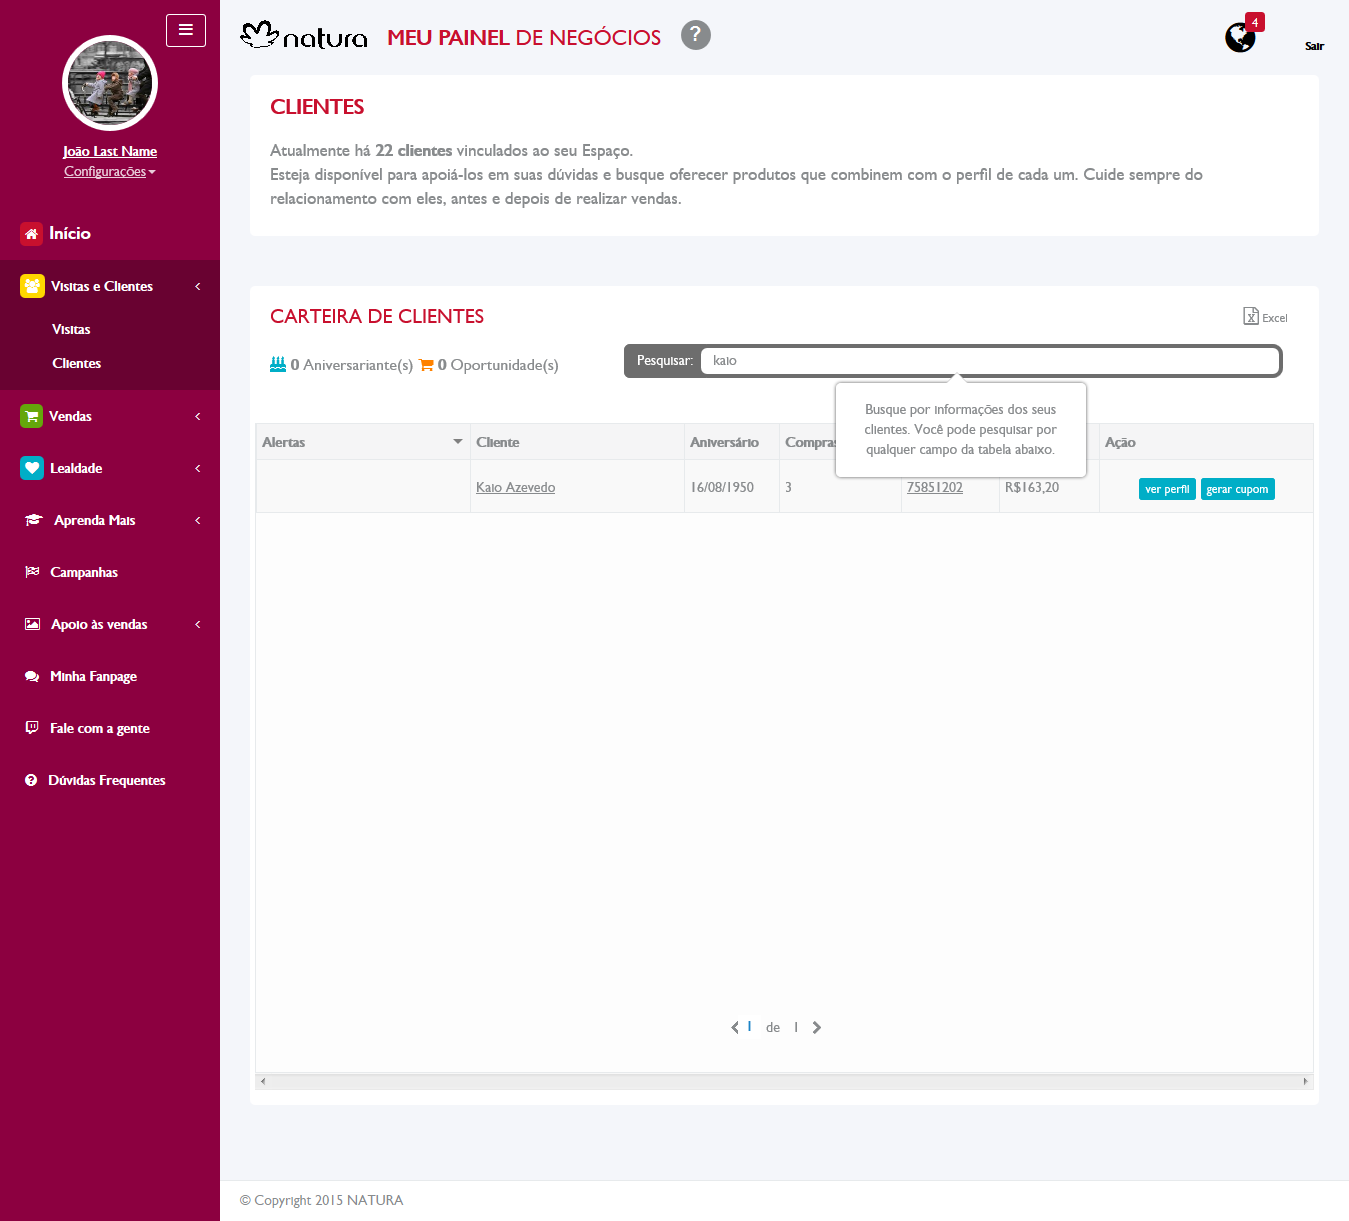 João Last Name
Configurações
Início
Visitas e Clientes
Visitas
Clientes
Vendas
Lealdade
Aprenda Mais
Campanhas
Apoio às vendas
Minha Fanpage
Fale com a gente
Dúvidas Frequentes
natura
MEU PAINEL DE NEGÓCIOS
?
4
Sair
CLIENTES
Atualmente há 22 clientes vinculados ao seu Espaço.
Esteja disponível para apoiá-los em suas dúvidas e busque oferecer produtos que combinem com o perfil de cada um. Cuide sempre do
relacionamento com eles, antes e depois de realizar vendas.
CARTEIRA DE CLIENTES
Excel
0 Aniversariante(s) 0 Oportunidade(s)
Pesquisar: kaio
Busque por informações dos seus
clientes. Você pode pesquisar por
qualquer campo da tabela abaixo.
Alertas Cliente Aniversário Compras Ação
Kaio Azevedo 16/08/1950 3 75851202 R$163,20 ver perfil gerar cupom
1 de 1
© Copyright 2015 NATURA